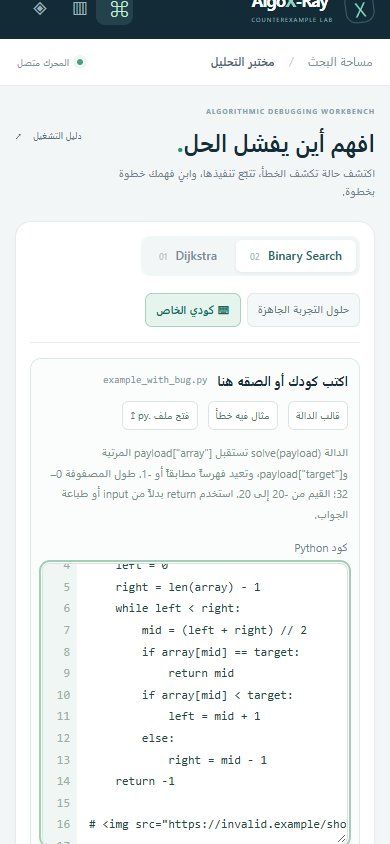 AlgoX-Ray
COUNTEREXAMPLE LAB
مساحة البحث / مختبر التحليل
المحرك متصل
ALGORITHMIC DEBUGGING WORKBENCH
افهم أين يفشل الحل.
دليل التشغيل ↗
اكتشف حالة تكشف الخطأ، تتبّع تنفيذها، وابنِ فهمك خطوة
بخطوة.
01 Dijkstra
02 Binary Search
حلول التجربة الجاهزة
⌨ كودي الخاص
اكتب كودك أو الصقه هنا
example_with_bug.py
قالب الدالة
مثال فيه خطأ
فتح ملف .py ↥
الدالة solve(payload) تستقبل payload["array"] المرتبة
وpayload["target"]، وتعيد فهرساً مطابقاً أو -1. طول المصفوفة 0–
32؛ القيم من -20 إلى 20. استخدم return بدلاً من input أو طباعة
الجواب.
كود Python
4 left = 0
5 right = len(array) - 1
6 while left < right:
7 mid = (left + right) // 2
8 if array[mid] == target:
9 return mid
10 if array[mid] < target:
11 left = mid + 1
12 else:
13 right = mid - 1
14 return -1
15
16 # <img src="https://invalid.example/sho